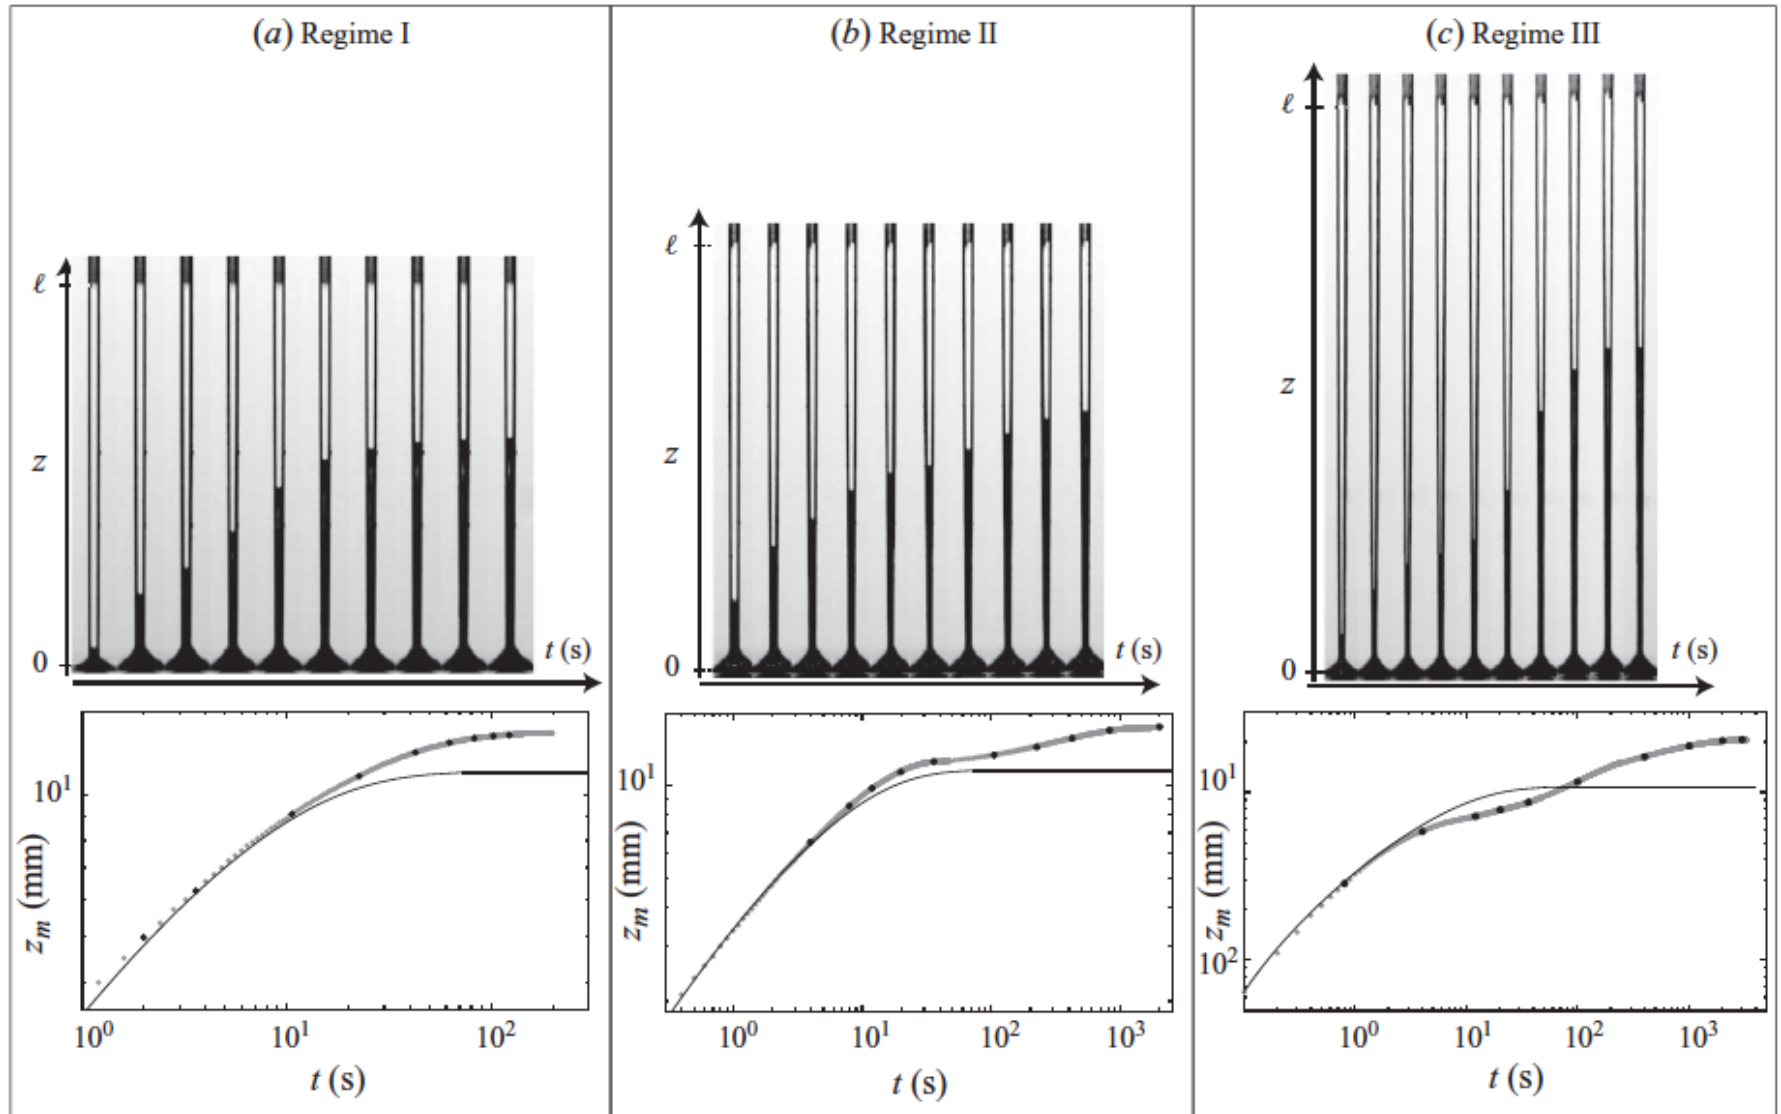 (a) Regime I
ℓ
z
0
t (s)
10¹
z_m (mm)
10⁰
10¹
10²
t (s)
(b) Regime II
ℓ
z
0
t (s)
10¹
z_m (mm)
10⁰
10¹
10²
10³
t (s)
(c) Regime III
ℓ
z
0
t (s)
10¹
10²
z_m (mm)
10⁰
10¹
10²
10³
t (s)